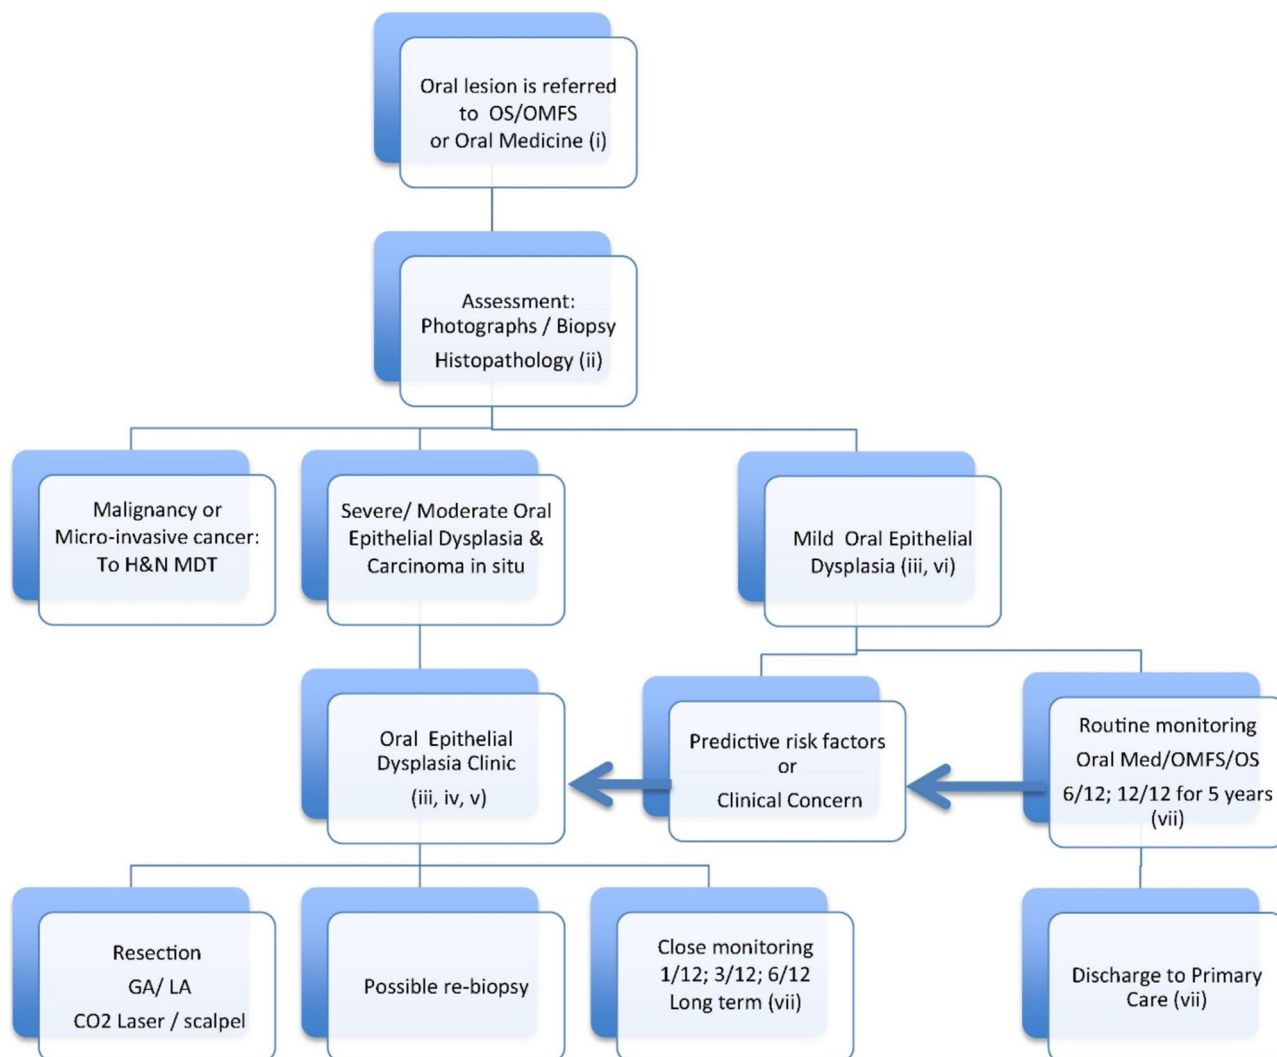 Oral lesion is referred
to OS/OMFS
or Oral Medicine (i)
Assessment:
Photographs / Biopsy
Histopathology (ii)
Malignancy or
Micro-invasive cancer:
To H&N MDT
Severe/ Moderate Oral
Epithelial Dysplasia &
Carcinoma in situ
Mild Oral Epithelial
Dysplasia (iii, vi)
Oral Epithelial
Dysplasia Clinic
(iii, iv, v)
Predictive risk factors
or
Clinical Concern
Routine monitoring
Oral Med/OMFS/OS
6/12; 12/12 for 5 years
(vii)
Resection
GA/ LA
CO2 Laser / scalpel
Possible re-biopsy
Close monitoring
1/12; 3/12; 6/12
Long term (vii)
Discharge to Primary
Care (vii)